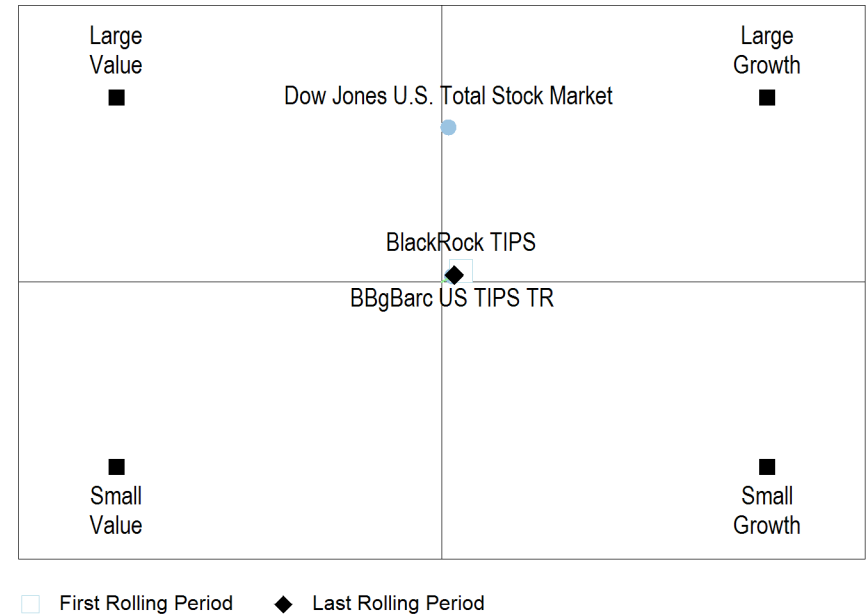 Large
Value
Large
Growth
Dow Jones U.S. Total Stock Market
BlackRock TIPS
BBgBarc US TIPS TR
Small
Value
Small
Growth
First Rolling Period
Last Rolling Period